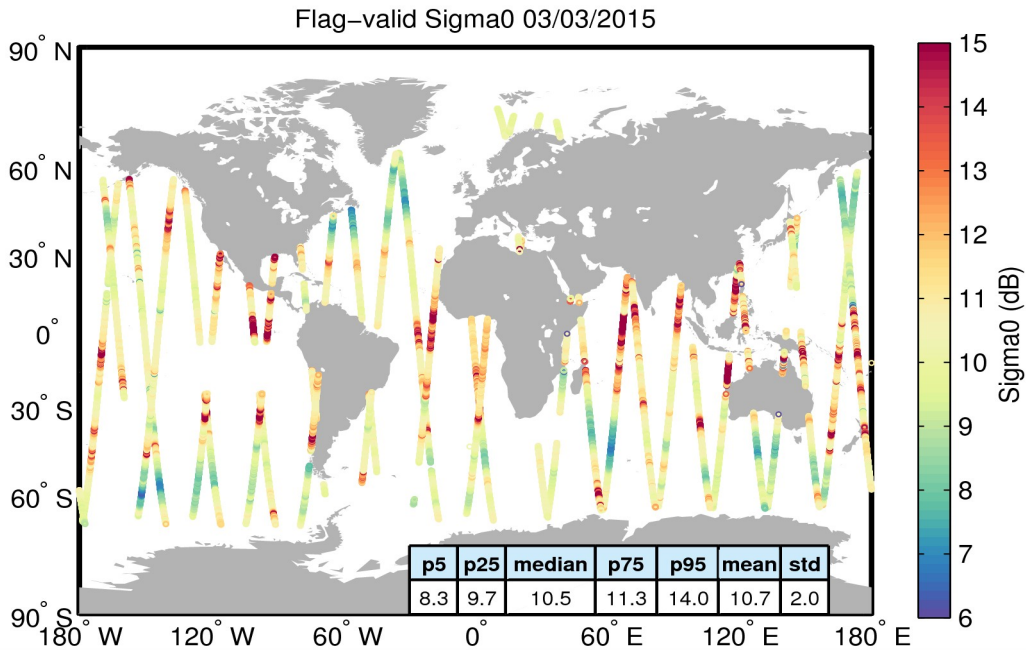 Flag−valid Sigma0 03/03/2015
90° N
60° N
30° N
0°
30° S
60° S
90° S
180° W
120° W
60° W
0°
60° E
120° E
180° E
p5 p25 median p75 p95 mean std
8.3 9.7 10.5 11.3 14.0 10.7 2.0
15
14
13
12
11
10
9
8
7
6
Sigma0 (dB)